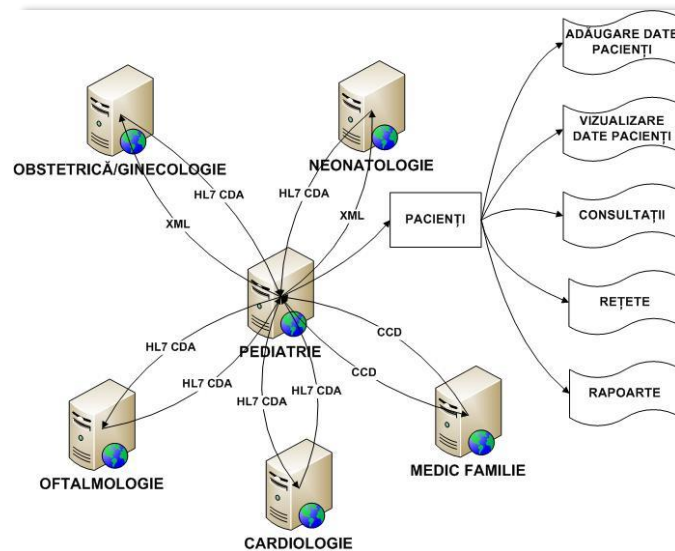 ADĂUGARE DATE
PACIENȚI
OBSTETRICĂ/GINECOLOGIE
NEONATOLOGIE
VIZUALIZARE
DATE PACIENȚI
HL7 CDA
XML
HL7 CDA
XML
PACIENȚI
CONSULTAȚII
PEDIATRIE
REȚETE
HL7 CDA
HL7 CDA
HL7 CDA
HL7 CDA
CCD
CCD
RAPOARTE
OFTALMOLOGIE
MEDIC FAMILIE
CARDIOLOGIE